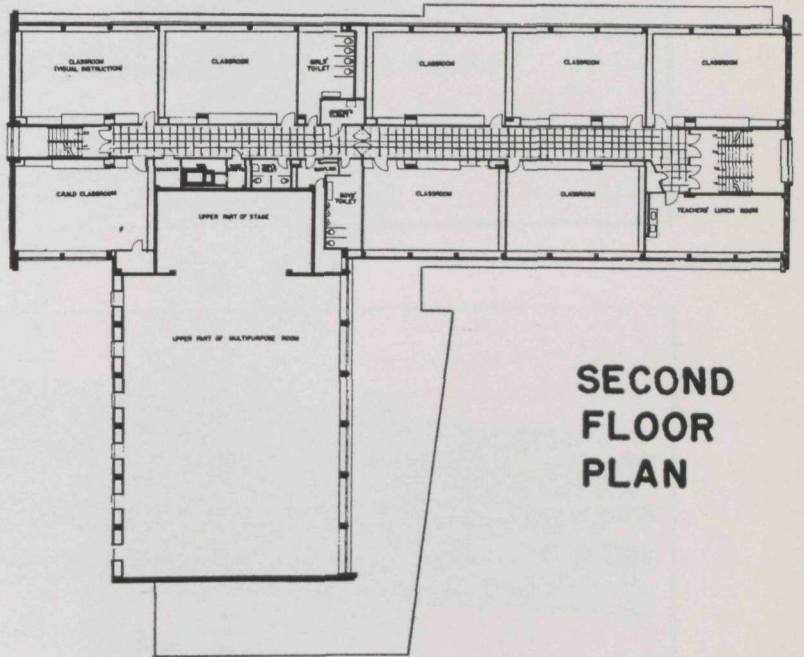 CLASSROOM
(VISUAL INSTRUCTION)
CLASSROOM
GIRLS'
TOILET
CLASSROOM
CLASSROOM
CLASSROOM
CLOSET
C.R.M.D CLASSROOM
UPPER PART OF STAGE
BOYS'
TOILET
CLASSROOM
CLASSROOM
TEACHERS' LUNCH ROOM
UPPER PART OF MULTIPURPOSE ROOM
SECOND
FLOOR
PLAN